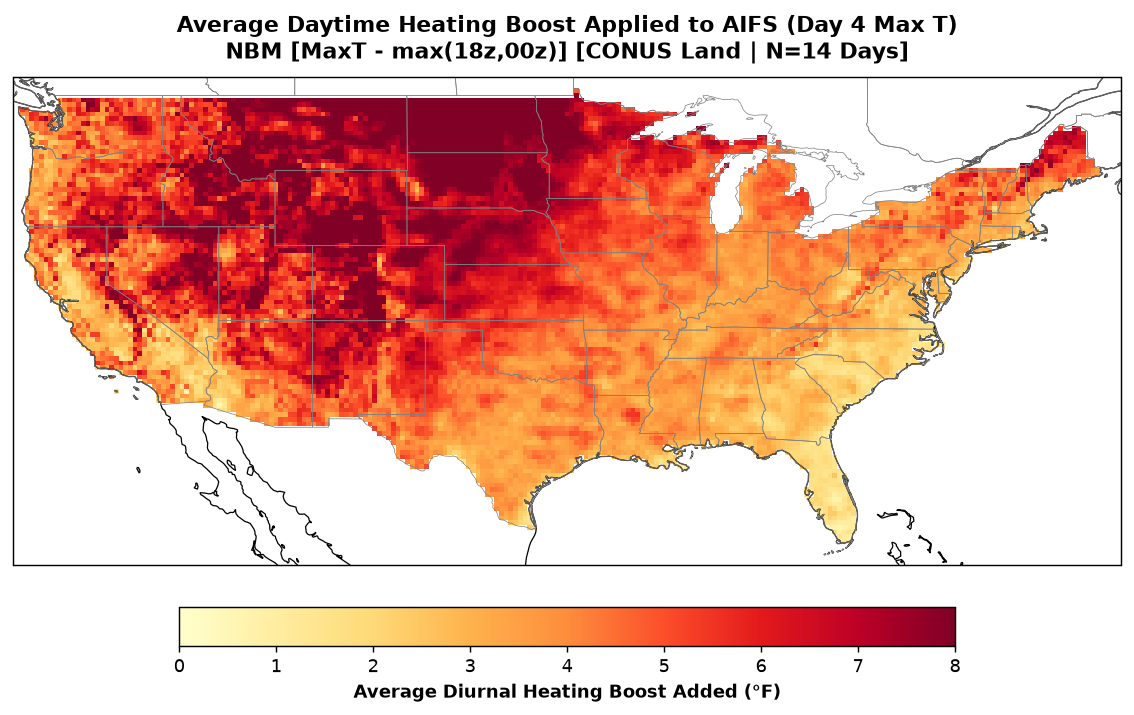 Average Daytime Heating Boost Applied to AIFS (Day 4 Max T)
NBM [MaxT - max(18z,00z)] [CONUS Land | N=14 Days]
0 1 2 3 4 5 6 7 8
Average Diurnal Heating Boost Added (°F)